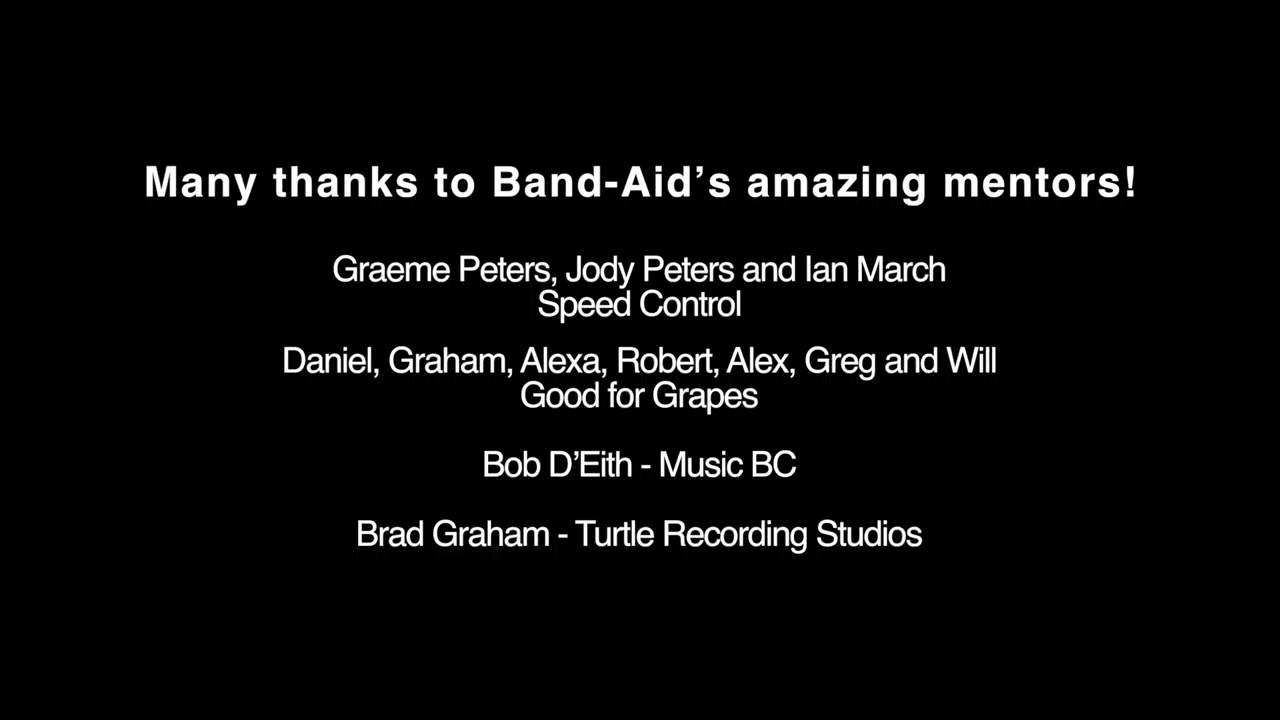 Many thanks to Band-Aid’s amazing mentors!
Graeme Peters, Jody Peters and Ian March
Speed Control
Daniel, Graham, Alexa, Robert, Alex, Greg and Will
Good for Grapes
Bob D’Eith - Music BC
Brad Graham - Turtle Recording Studios